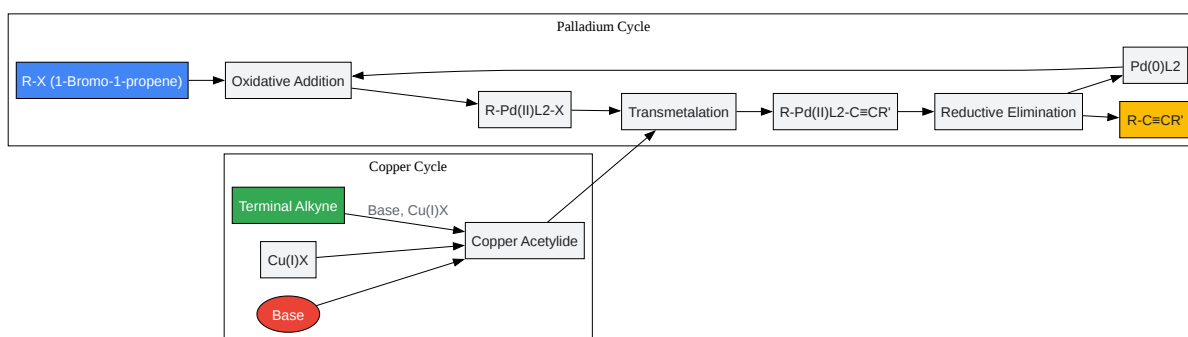 Palladium Cycle
R-X (1-Bromo-1-propene)
Oxidative Addition
R-Pd(II)L2-X
Transmetalation
R-Pd(II)L2-C≡CR'
Reductive Elimination
Pd(0)L2
R-C≡CR'
Copper Cycle
Terminal Alkyne
Base, Cu(I)X
Cu(I)X
Copper Acetylide
Base